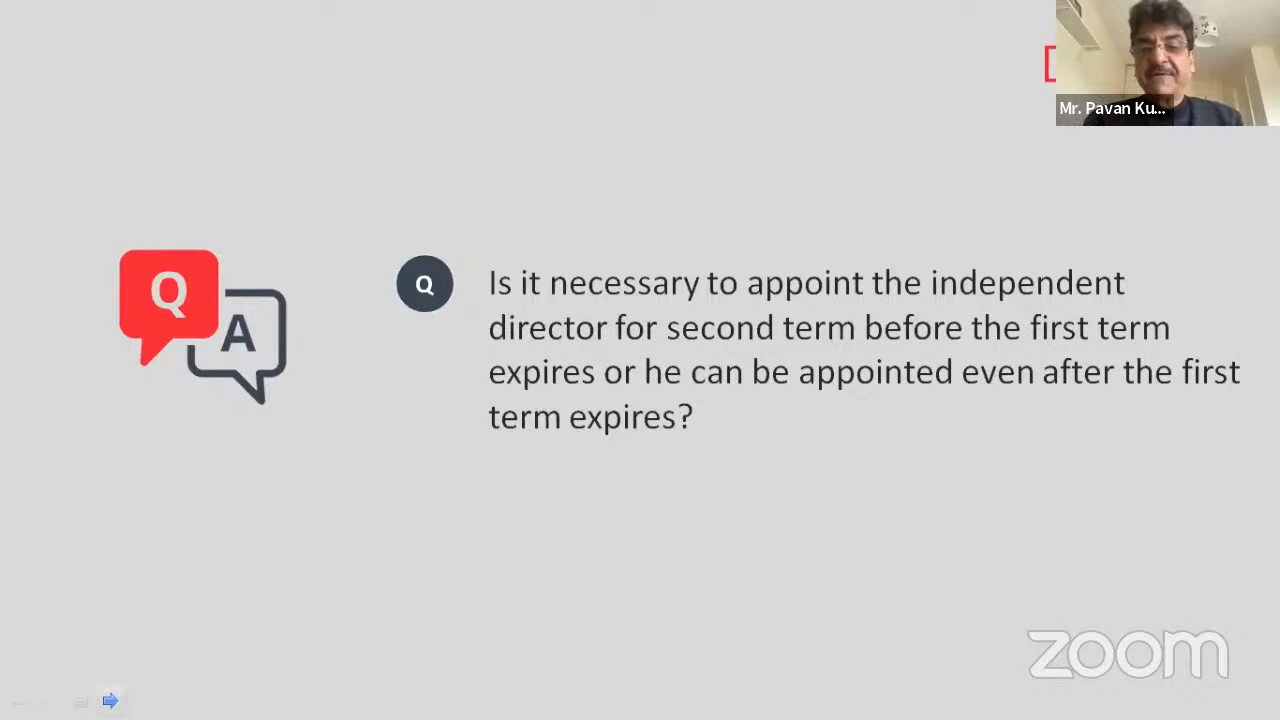 Mr. Pavan Ku...
Q
A
Q
Is it necessary to appoint the independent
director for second term before the first term
expires or he can be appointed even after the first
term expires?
zoom